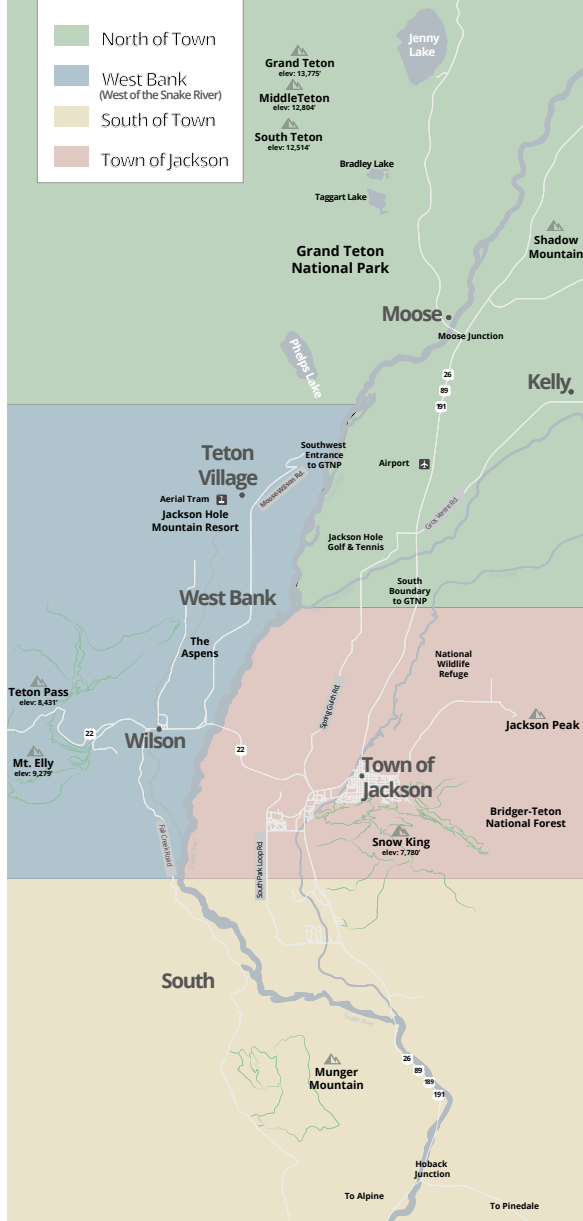 North of Town
West Bank
(West of the Snake River)
South of Town
Town of Jackson
Jenny
Lake
Grand Teton
elev: 13,775'
MiddleTeton
elev: 12,804'
South Teton
elev: 12,514'
Bradley Lake
Taggart Lake
Grand Teton
National Park
Shadow
Mountain
Moose
Moose Junction
Phelps Lake
26
89
191
Kelly
Teton
Village
Southwest
Entrance
to GTNP
Airport
Moose-Wilson Rd.
Aerial Tram
Jackson Hole
Mountain Resort
Gros Ventre Rd.
Jackson Hole
Golf & Tennis
South
Boundary
to GTNP
West Bank
The
Aspens
National
Wildlife
Refuge
Teton Pass
elev: 8,431'
Spring Gulch Rd.
Jackson Peak
22
Wilson
22
Mt. Elly
elev: 9,279'
Town of
Jackson
Bridger-Teton
National Forest
Snow King
elev: 7,780'
Fall Creek Road
South Park Loop Rd
South
Snake River
26
89
189
191
Munger
Mountain
Hoback
Junction
To Alpine
To Pinedale